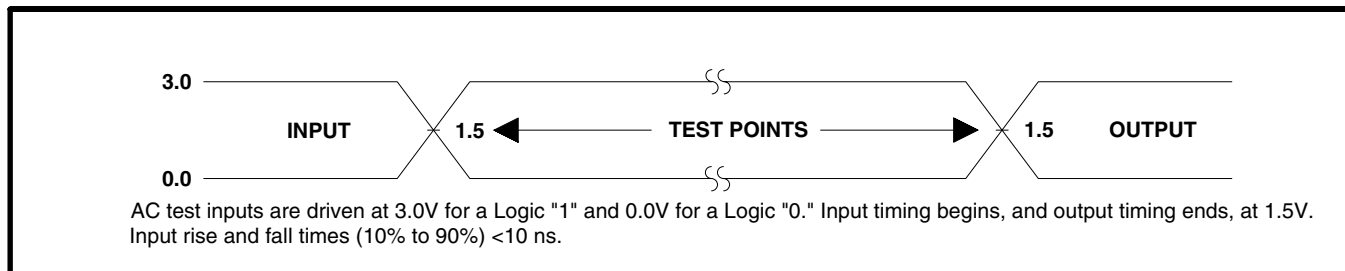 3.0
INPUT 1.5 TEST POINTS 1.5 OUTPUT
0.0
AC test inputs are driven at 3.0V for a Logic "1" and 0.0V for a Logic "0." Input timing begins, and output timing ends, at 1.5V.
Input rise and fall times (10% to 90%) <10 ns.